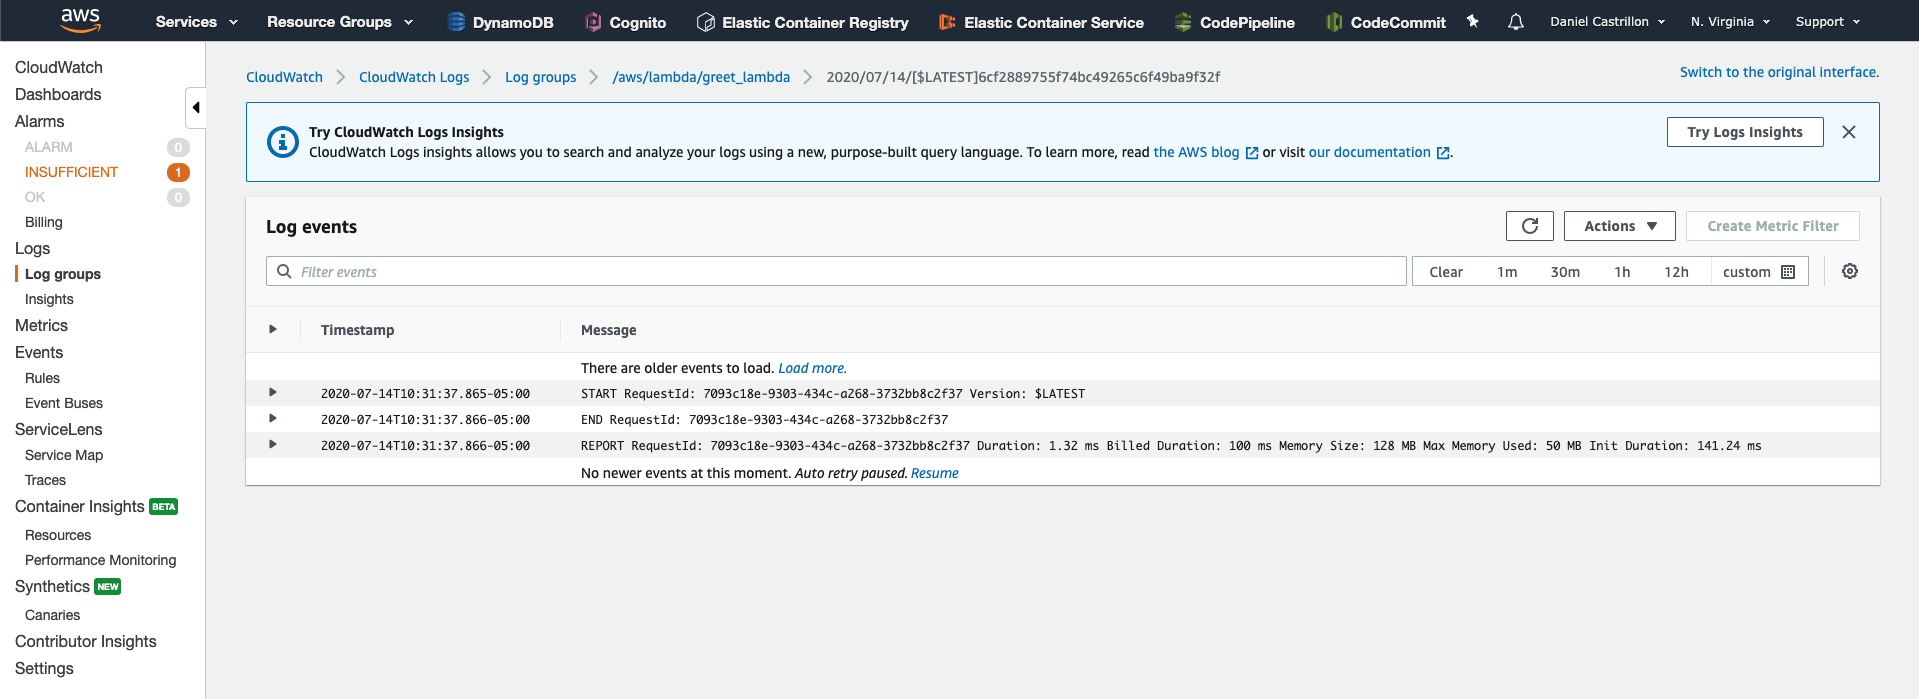 aws Services Resource Groups DynamoDB Cognito Elastic Container Registry Elastic Container Service CodePipeline CodeCommit Daniel Castrillon N. Virginia Support
CloudWatch
Dashboards
Alarms
ALARM 0
INSUFFICIENT 1
OK 0
Billing
Logs
Log groups
Insights
Metrics
Events
Rules
Event Buses
ServiceLens
Service Map
Traces
Container Insights BETA
Resources
Performance Monitoring
Synthetics NEW
Canaries
Contributor Insights
Settings
CloudWatch CloudWatch Logs Log groups /aws/lambda/greet_lambda 2020/07/14/[$LATEST]6cf2889755f74bc49265c6f49ba9f32f
Switch to the original interface.
Try CloudWatch Logs Insights
CloudWatch Logs insights allows you to search and analyze your logs using a new, purpose-built query language. To learn more, read the AWS blog or visit our documentation .
Try Logs Insights
Log events
Actions Create Metric Filter
Filter events Clear 1m 30m 1h 12h custom
Timestamp Message
There are older events to load. Load more.
2020-07-14T10:31:37.865-05:00 START RequestId: 7093c18e-9303-434c-a268-3732bb8c2f37 Version: $LATEST
2020-07-14T10:31:37.866-05:00 END RequestId: 7093c18e-9303-434c-a268-3732bb8c2f37
2020-07-14T10:31:37.866-05:00 REPORT RequestId: 7093c18e-9303-434c-a268-3732bb8c2f37 Duration: 1.32 ms Billed Duration: 100 ms Memory Size: 128 MB Max Memory Used: 50 MB Init Duration: 141.24 ms
No newer events at this moment. Auto retry paused. Resume